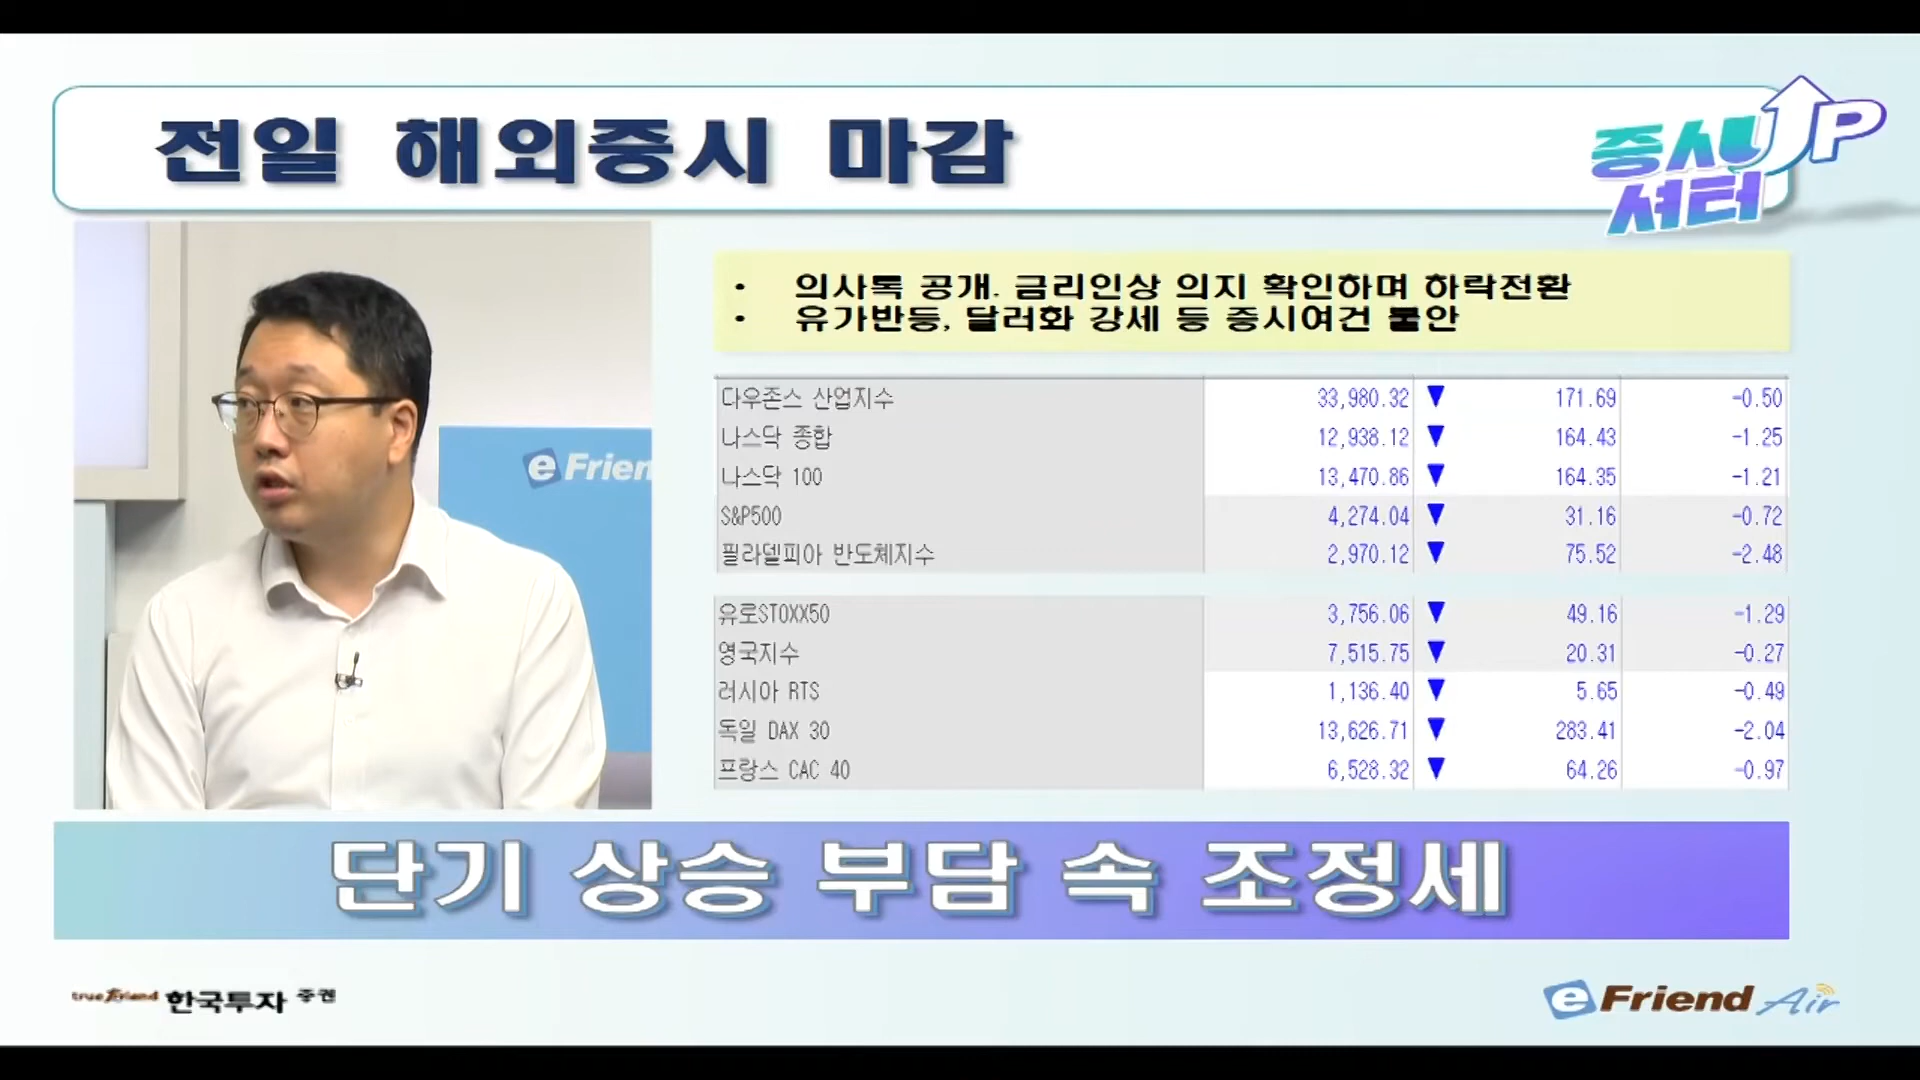 전일 해외증시 마감
증시UP
셔터
• 의사록 공개. 금리인상 의지 확인하며 하락전환
• 유가반등, 달러화 강세 등 증시여건 불안
e Frien
다우존스 산업지수 33,980.32 ▼ 171.69 -0.50
나스닥 종합 12,938.12 ▼ 164.43 -1.25
나스닥 100 13,470.86 ▼ 164.35 -1.21
S&P500 4,274.04 ▼ 31.16 -0.72
필라델피아 반도체지수 2,970.12 ▼ 75.52 -2.48
유로STOXX50 3,756.06 ▼ 49.16 -1.29
영국지수 7,515.75 ▼ 20.31 -0.27
러시아 RTS 1,136.40 ▼ 5.65 -0.49
독일 DAX 30 13,626.71 ▼ 283.41 -2.04
프랑스 CAC 40 6,528.32 ▼ 64.26 -0.97
단기 상승 부담 속 조정세
true Friend 한국투자 증권
e Friend Air